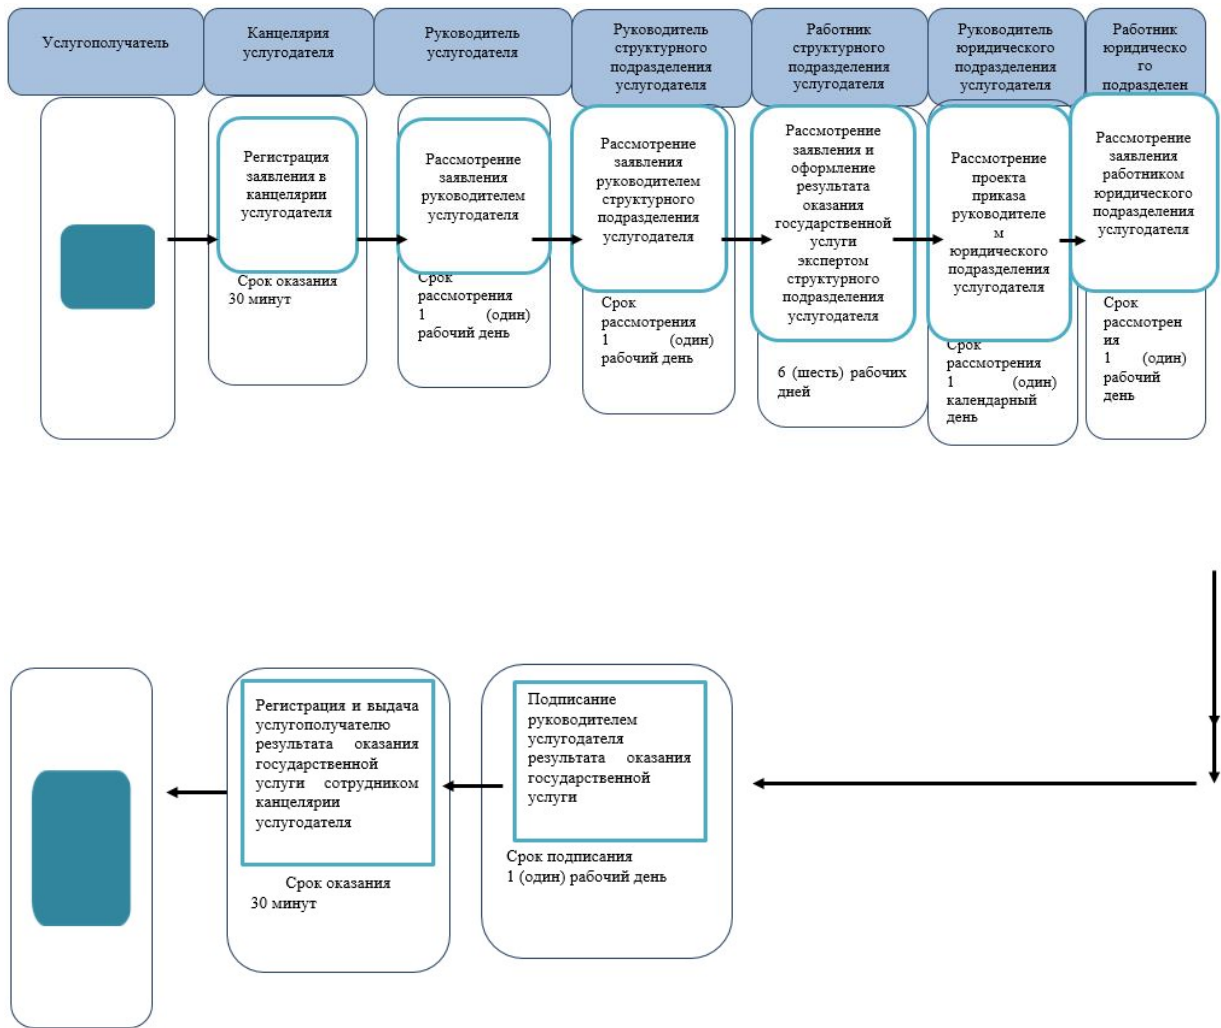 Услугополучатель
Канцелярия
услугодателя
Руководитель
услугодателя
Руководитель
структурного
подразделения
услугодателя
Работник
структурного
подразделения
услугодателя
Руководитель
юридического
подразделения
услугодателя
Работник
юридическо
го
подразделен
Регистрация
заявления в
канцелярии
услугодателя
Срок оказания
30 минут
Рассмотрение
заявления
руководителем
услугодателя
Срок
рассмотрения
1 (один)
рабочий день
Рассмотрение
заявления
руководителем
структурного
подразделения
услугодателя
Срок
рассмотрения
1 (один)
рабочий день
Рассмотрение
заявления и
оформление
результата
оказания
государственной
услуги
экспертом
структурного
подразделения
услугодателя
6 (шесть) рабочих
дней
Рассмотрение
проекта
приказа
руководителе
м
юридического
подразделения
услугодателя
Срок
рассмотрения
1 (один)
календарный
день
Рассмотрение
заявления
работником
юридического
подразделения
услугодателя
Срок
рассмотрен
ия
1 (один)
рабочий
день
Регистрация и выдача
услугополучателю
результата оказания
государственной
услуги сотрудником
канцелярии
услугодателя
Срок оказания
30 минут
Подписание
руководителем
услугодателя
результата оказания
государственной
услуги
Срок подписания
1 (один) рабочий день